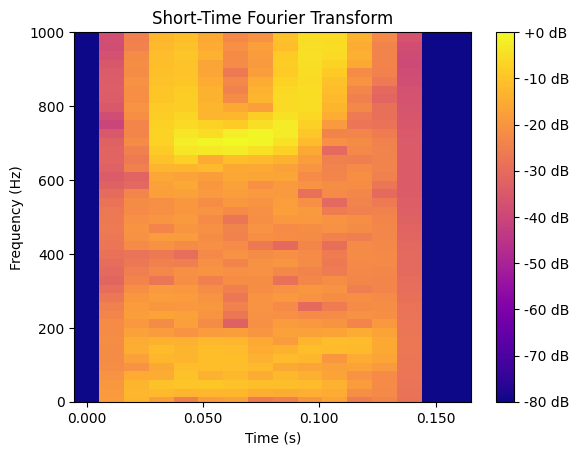 Short-Time Fourier Transform
1000
800
600
400
200
0
Frequency (Hz)
0.000
0.050
0.100
0.150
Time (s)
+0 dB
-10 dB
-20 dB
-30 dB
-40 dB
-50 dB
-60 dB
-70 dB
-80 dB